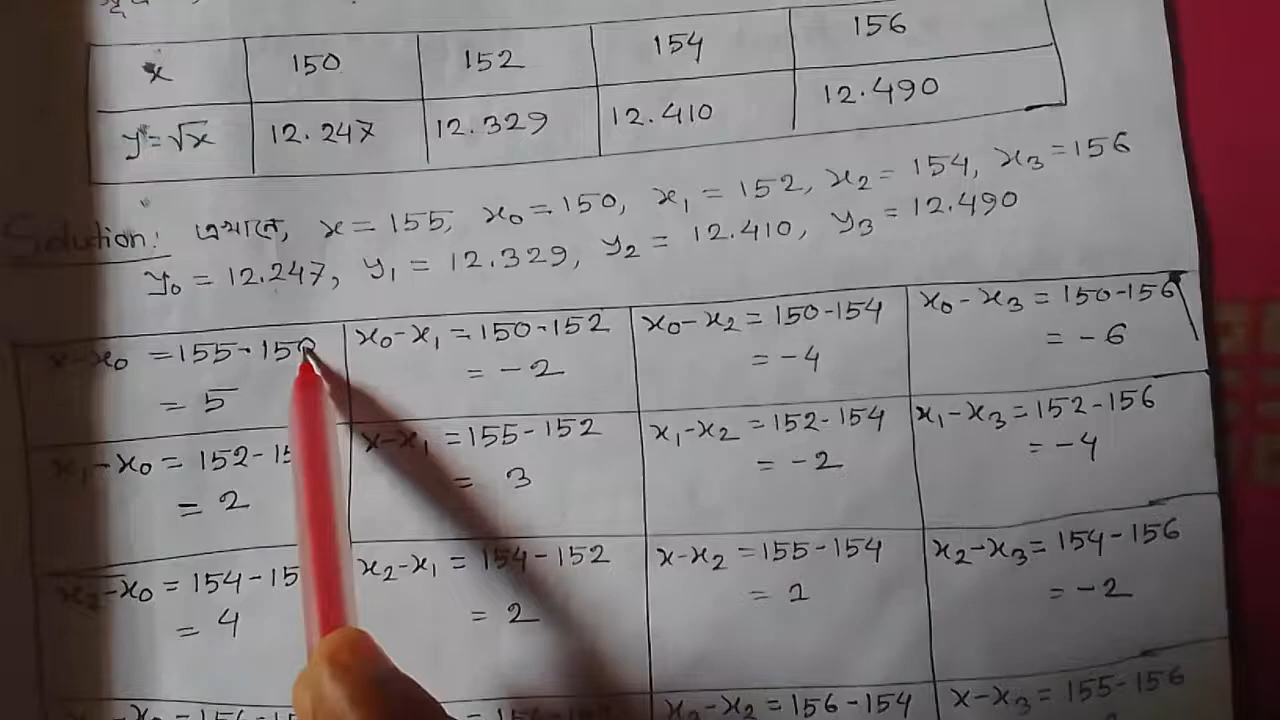 x 150 152 154 156
y=√x 12.247 12.329 12.410 12.490
Solution: এখানে, x = 155, x₀ = 150, x₁ = 152, x₂ = 154, x₃ = 156
y₀ = 12.247, y₁ = 12.329, y₂ = 12.410, y₃ = 12.490
x-x₀ = 155-150 x₀-x₁ = 150-152 x₀-x₂ = 150-154 x₀-x₃ = 150-156
= 5 = -2 = -4 = -6
x₁-x₀ = 152-15 x-x₁ = 155-152 x₁-x₂ = 152-154 x₁-x₃ = 152-156
= 2 = 3 = -2 = -4
x₂-x₀ = 154-15 x₂-x₁ = 154-152 x-x₂ = 155-154 x₂-x₃ = 154-156
= 4 = 2 = 1 = -2
x₃-x₂ = 156-154 x-x₃ = 155-156